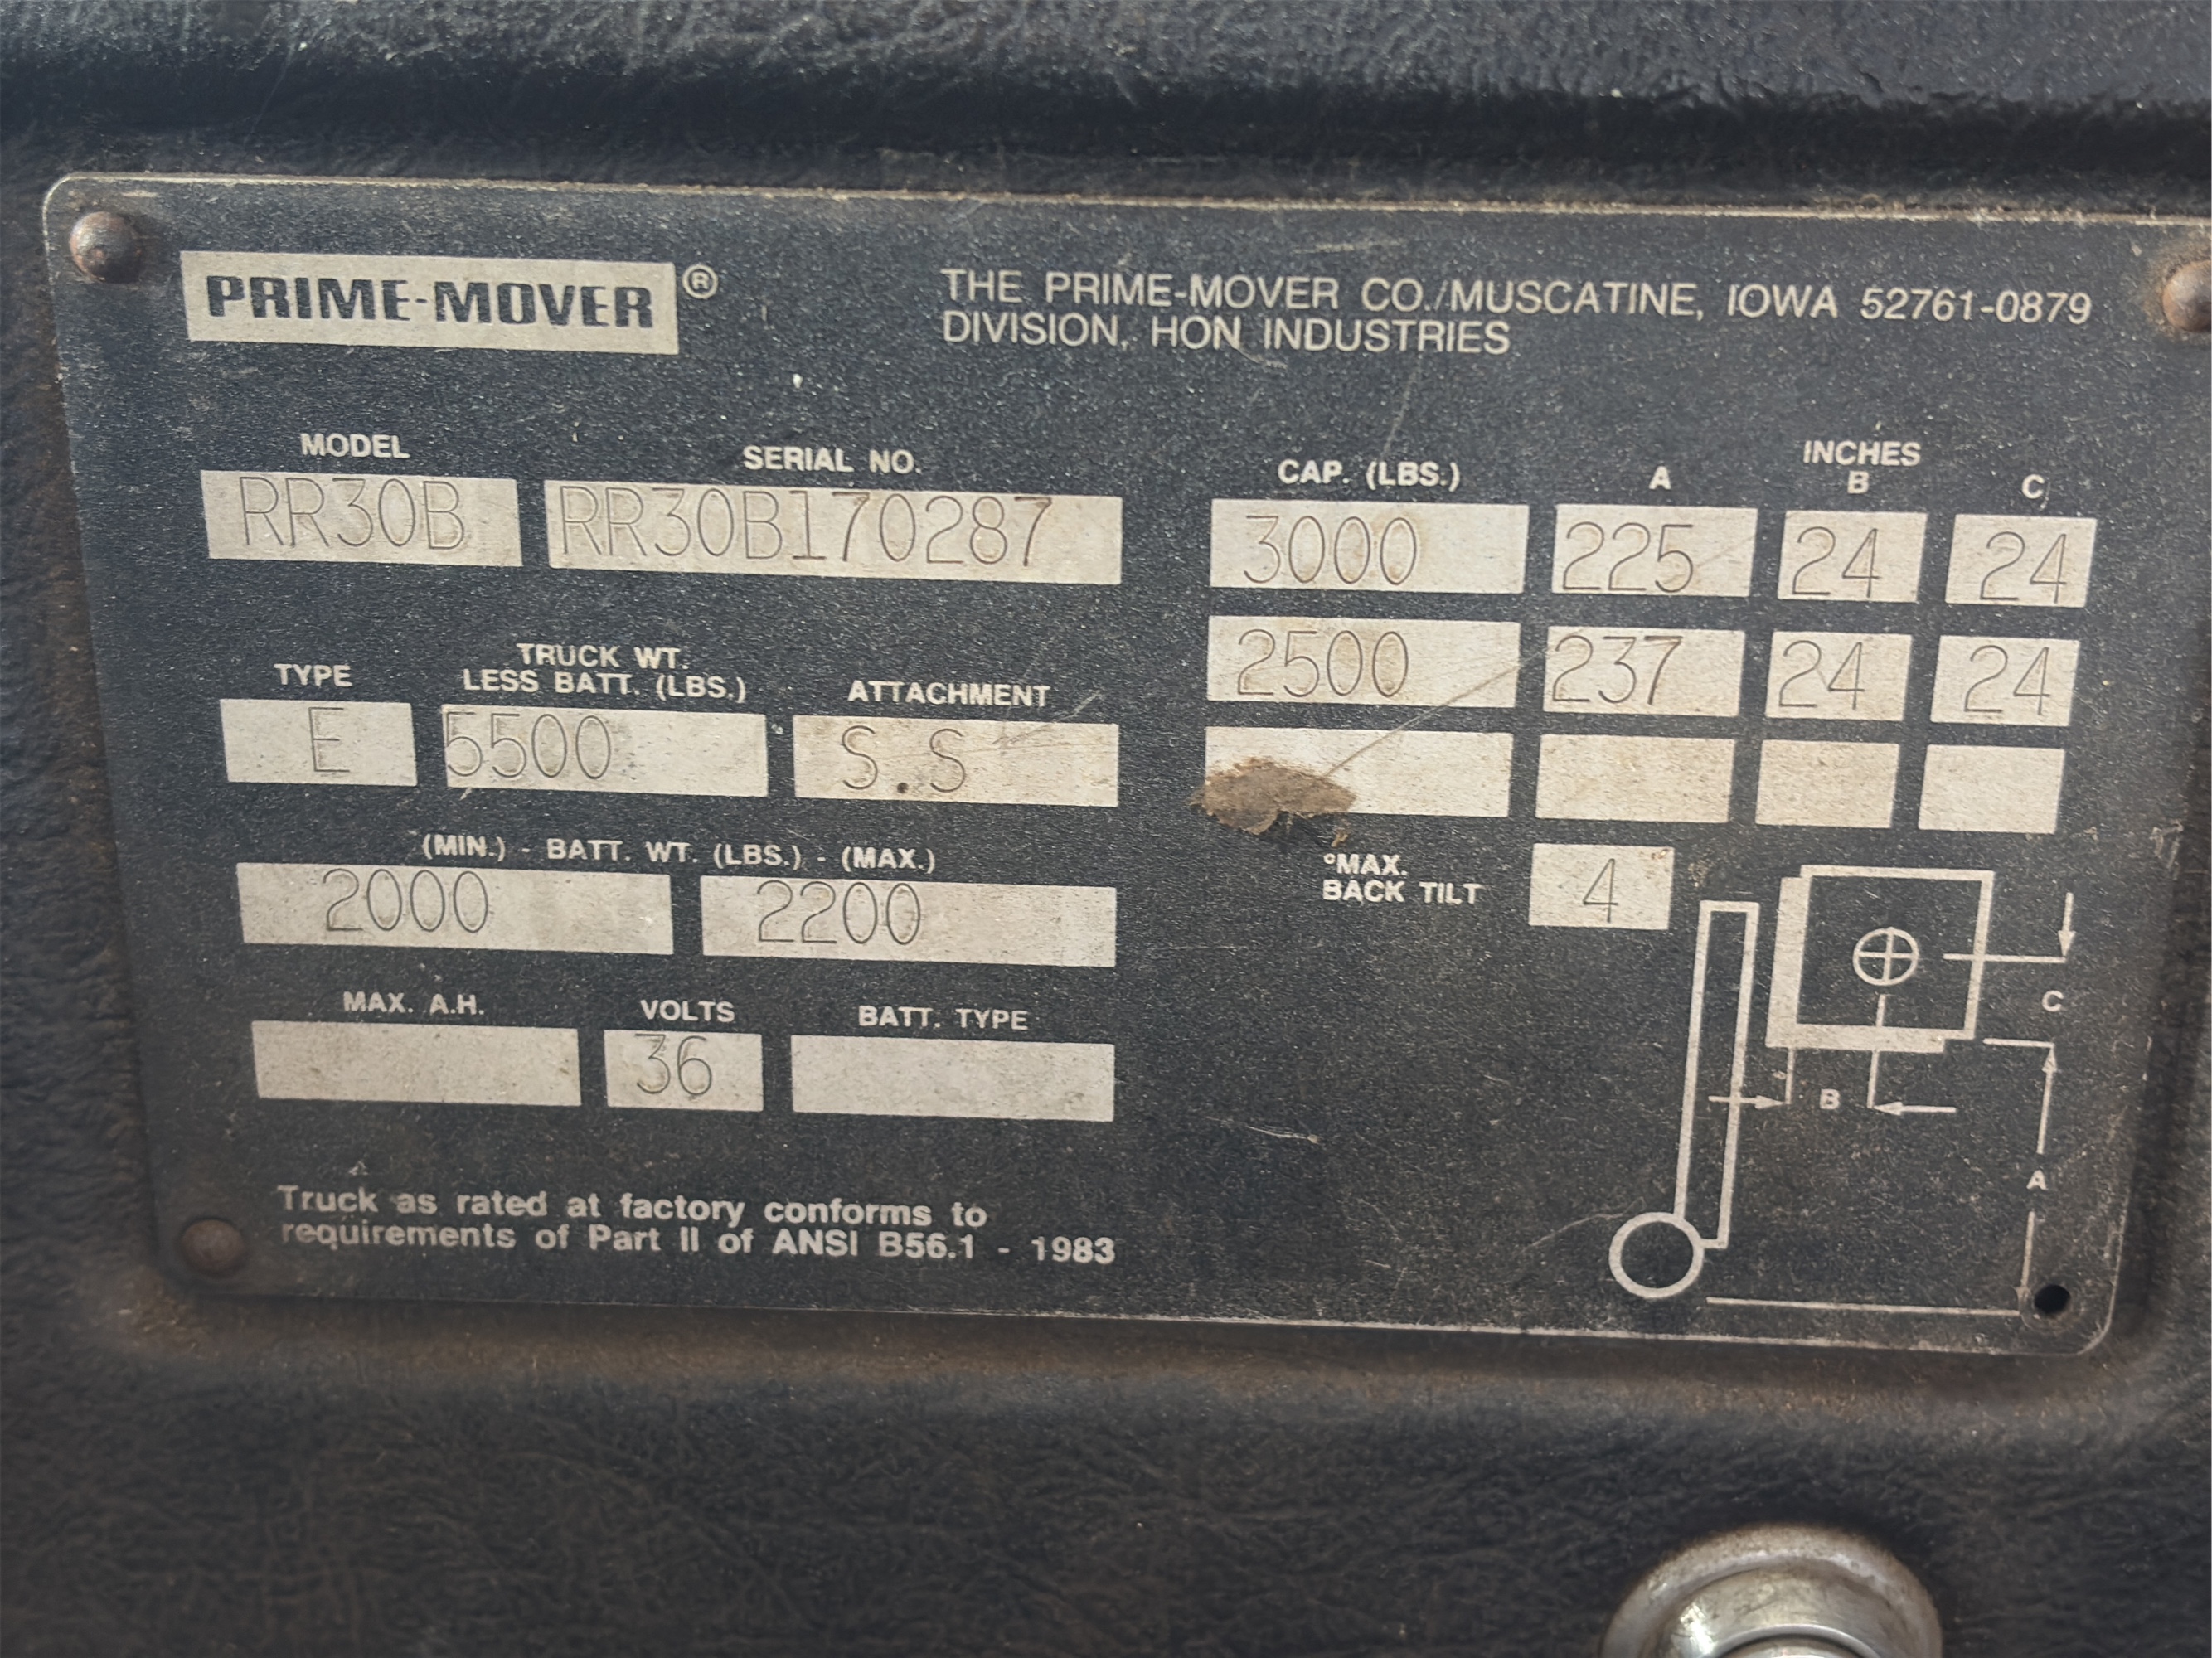 PRIME-MOVER®
THE PRIME-MOVER CO./MUSCATINE, IOWA 52761-0879
DIVISION, HON INDUSTRIES
MODEL SERIAL NO.
RR30B RR30B170287
TYPE TRUCK WT. LESS BATT. (LBS.) ATTACHMENT
E 5500 S.S
(MIN.) - BATT. WT. (LBS.) - (MAX.)
2000 2200
MAX. A.H. VOLTS BATT. TYPE
36
Truck as rated at factory conforms to
requirements of Part II of ANSI B56.1 - 1983
INCHES
CAP. (LBS.) A B C
3000 225 24 24
2500 237 24 24
°MAX.
BACK TILT 4
C
B
A